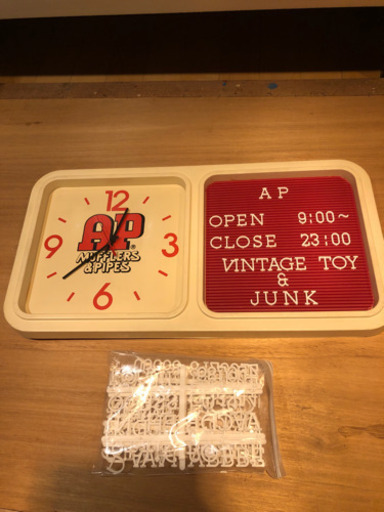 12
3
6
9
AP
MUFFLERS
& PIPES
AP
OPEN 9:00~
CLOSE 23:00
VINTAGE TOY
&
JUNK